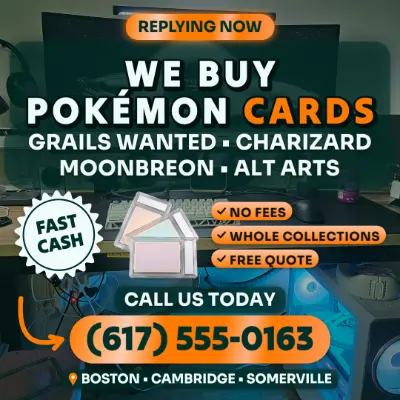 REPLYING NOW
WE BUY
POKÉMON CARDS
GRAILS WANTED ▪ CHARIZARD
MOONBREON ▪ ALT ARTS
FAST
CASH
✓ NO FEES
✓ WHOLE COLLECTIONS
✓ FREE QUOTE
CALL US TODAY
(617) 555-0163
BOSTON ▪ CAMBRIDGE ▪ SOMERVILLE